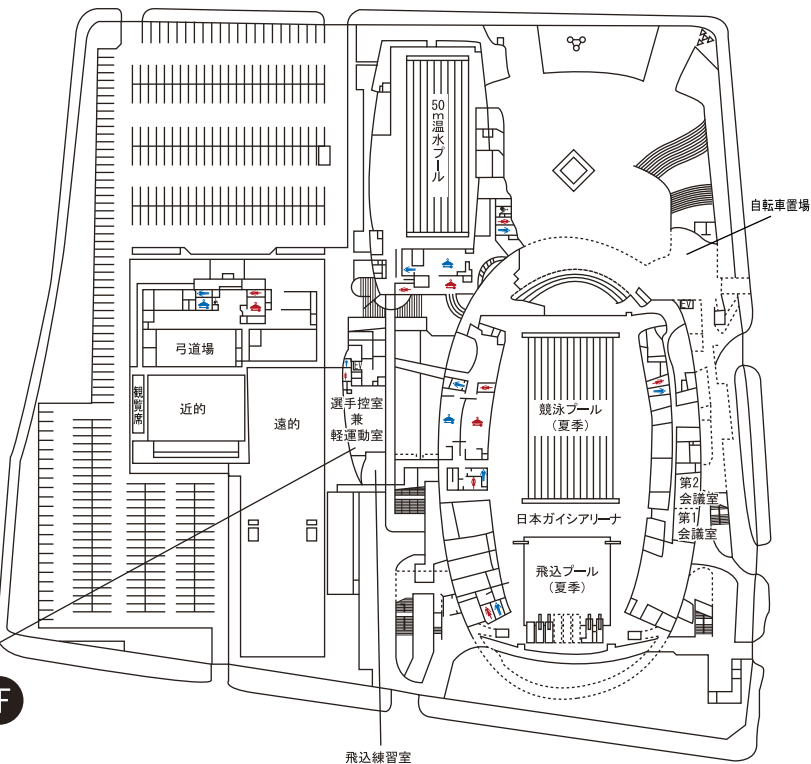 50m温水プール
自転車置場
EV
弓道場
観覧席
近的
遠的
EV
選手控室
兼
軽運動室
競泳プール
(夏季)
第2
会議室
第1
会議室
日本ガイシアリーナ
飛込プール
(夏季)
F
飛込練習室